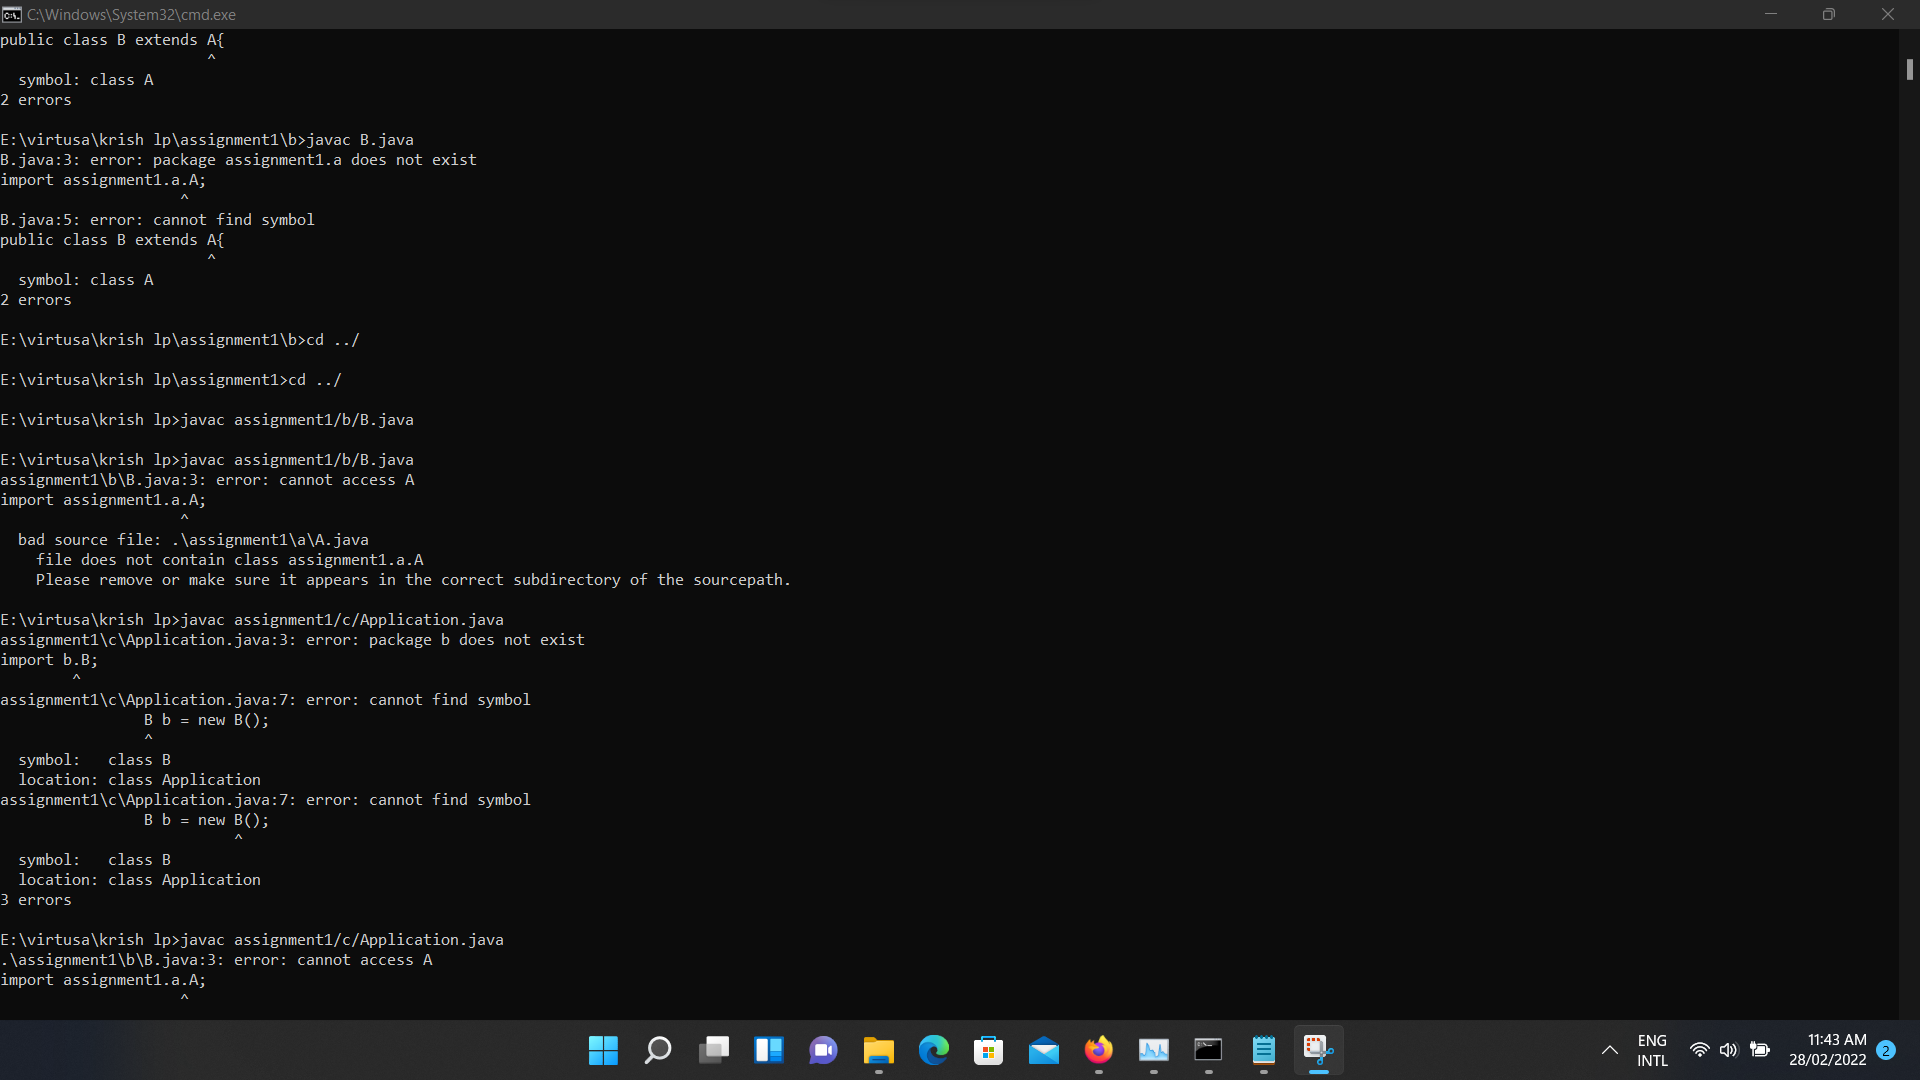 C:\Windows\System32\cmd.exe
public class B extends A{
                       ^
  symbol: class A
2 errors

E:\virtusa\krish lp\assignment1\b>javac B.java
B.java:3: error: package assignment1.a does not exist
import assignment1.a.A;
                    ^
B.java:5: error: cannot find symbol
public class B extends A{
                       ^
  symbol: class A
2 errors

E:\virtusa\krish lp\assignment1\b>cd ../

E:\virtusa\krish lp\assignment1>cd ../

E:\virtusa\krish lp>javac assignment1/b/B.java

E:\virtusa\krish lp>javac assignment1/b/B.java
assignment1\b\B.java:3: error: cannot access A
import assignment1.a.A;
                    ^
  bad source file: .\assignment1\a\A.java
    file does not contain class assignment1.a.A
    Please remove or make sure it appears in the correct subdirectory of the sourcepath.

E:\virtusa\krish lp>javac assignment1/c/Application.java
assignment1\c\Application.java:3: error: package b does not exist
import b.B;
        ^
assignment1\c\Application.java:7: error: cannot find symbol
                B b = new B();
                ^
  symbol:   class B
  location: class Application
assignment1\c\Application.java:7: error: cannot find symbol
                B b = new B();
                          ^
  symbol:   class B
  location: class Application
3 errors

E:\virtusa\krish lp>javac assignment1/c/Application.java
.\assignment1\b\B.java:3: error: cannot access A
import assignment1.a.A;
                    ^
ENG
INTL
11:43 AM
28/02/2022
2